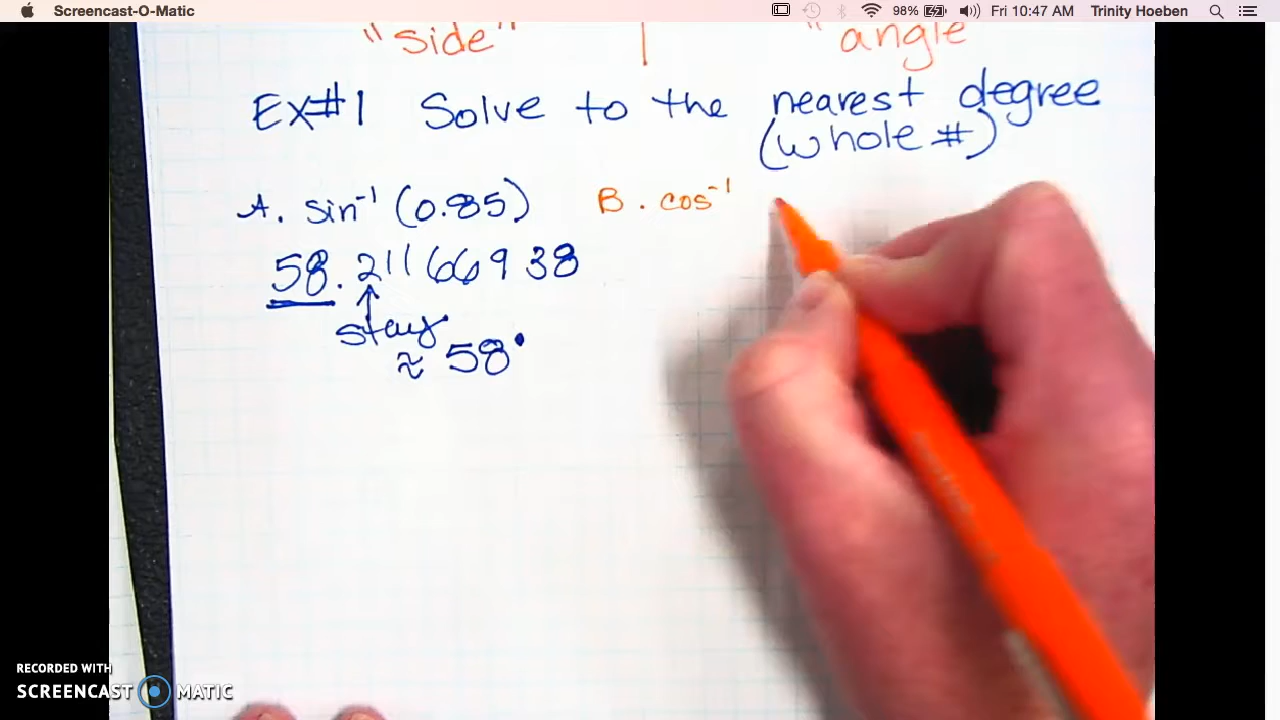 Screencast-O-Matic 98% Fri 10:47 AM Trinity Hoeben
"side" "angle
Ex#1 Solve to the nearest degree
(whole #)
A. sin⁻¹ (0.85) B. cos⁻¹
58.21166938
stay
≈ 58°
RECORDED WITH
SCREENCAST MATIC